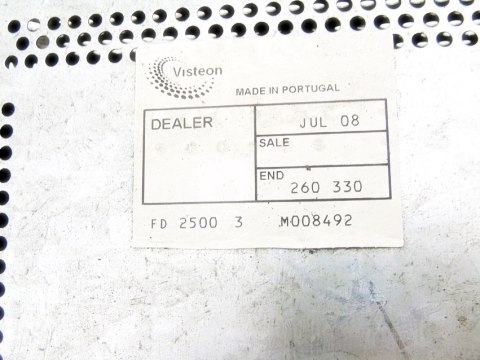 Visteon
MADE IN PORTUGAL
DEALER
JUL 08
SALE
END
260 330
FD 2500 3 M008492